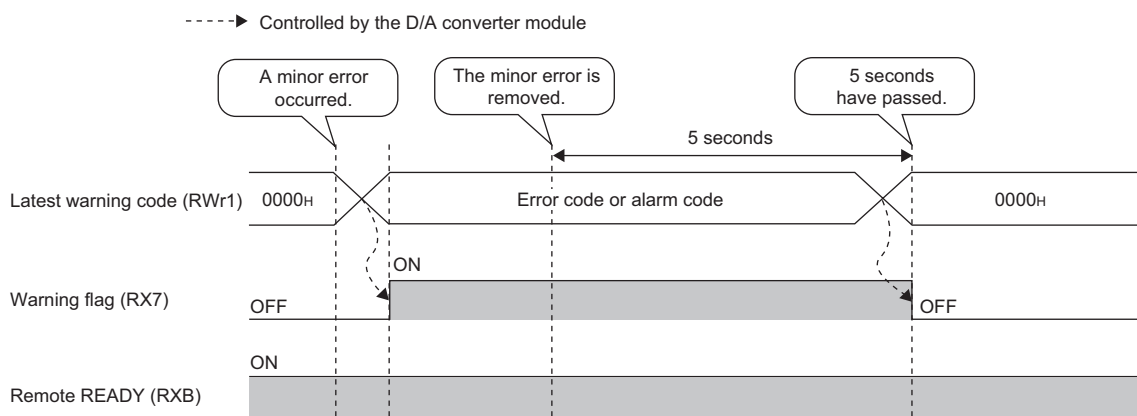 Controlled by the D/A converter module
A minor error
occurred.
The minor error is
removed.
5 seconds
have passed.
5 seconds
Latest warning code (RWr1)
0000H
Error code or alarm code
0000H
ON
Warning flag (RX7)
OFF
OFF
ON
Remote READY (RXB)